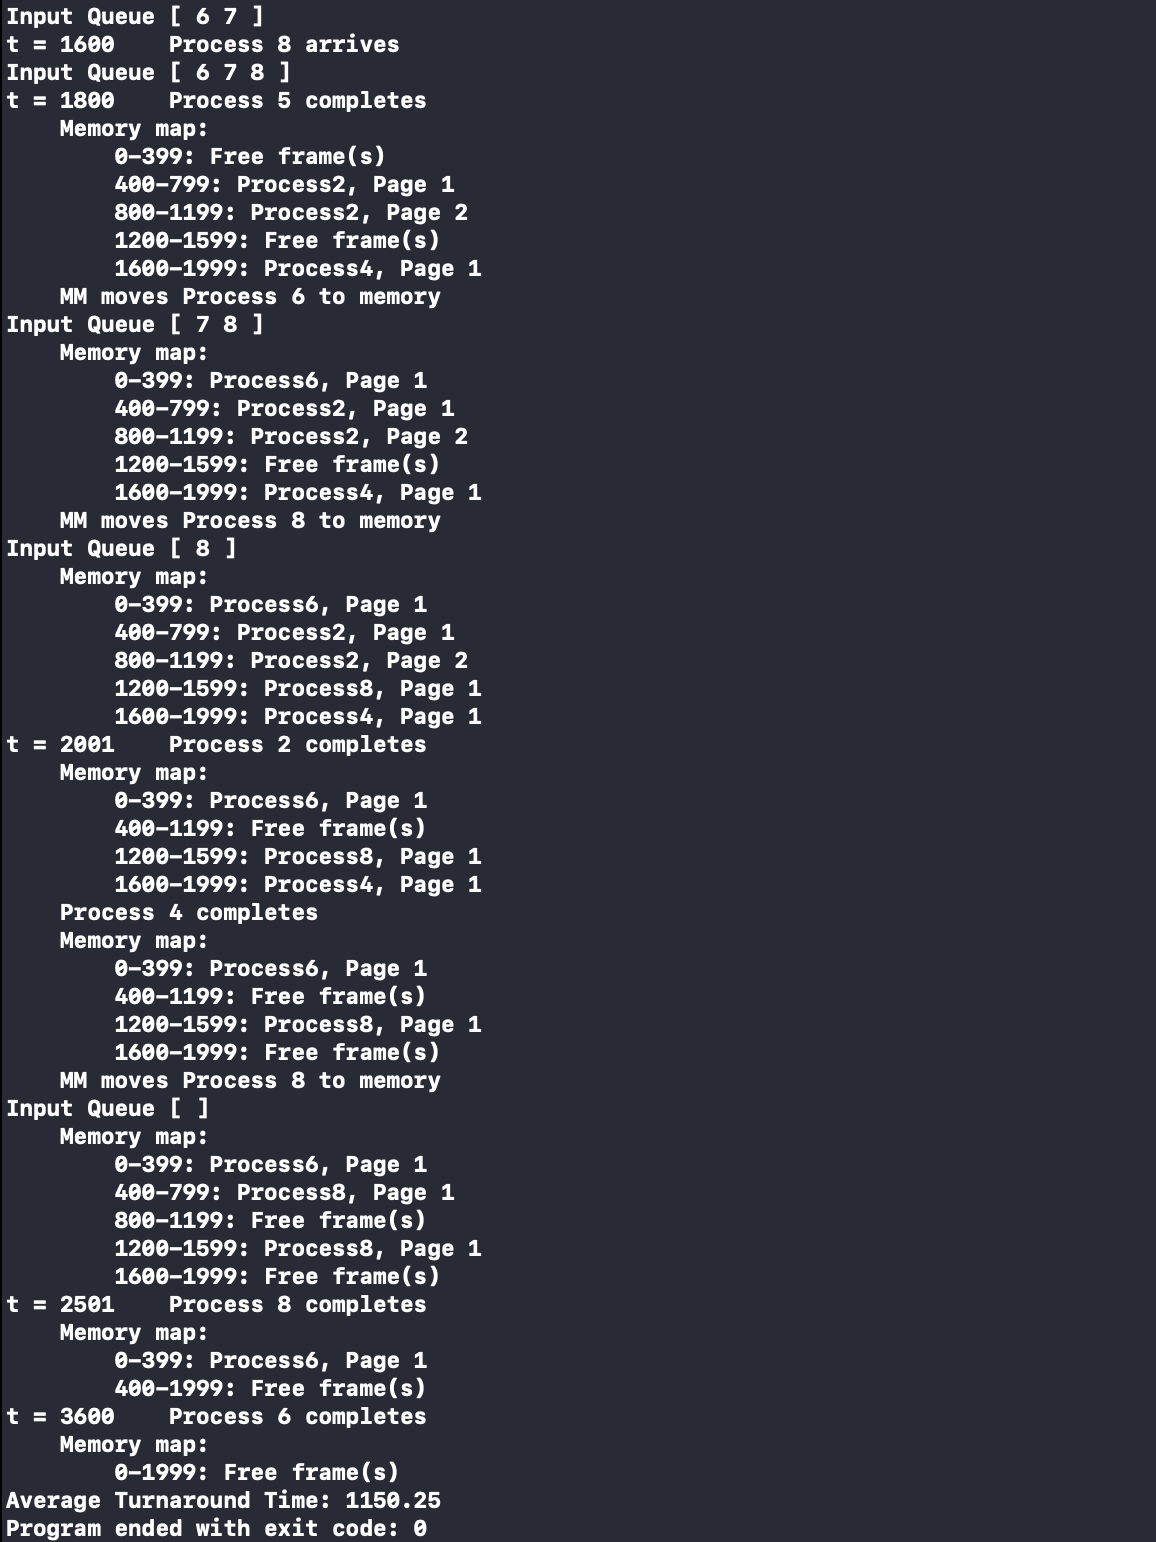 Input Queue [ 6 7 ]
t = 1600    Process 8 arrives
Input Queue [ 6 7 8 ]
t = 1800    Process 5 completes
    Memory map:
        0-399: Free frame(s)
        400-799: Process2, Page 1
        800-1199: Process2, Page 2
        1200-1599: Free frame(s)
        1600-1999: Process4, Page 1
    MM moves Process 6 to memory
Input Queue [ 7 8 ]
    Memory map:
        0-399: Process6, Page 1
        400-799: Process2, Page 1
        800-1199: Process2, Page 2
        1200-1599: Free frame(s)
        1600-1999: Process4, Page 1
    MM moves Process 8 to memory
Input Queue [ 8 ]
    Memory map:
        0-399: Process6, Page 1
        400-799: Process2, Page 1
        800-1199: Process2, Page 2
        1200-1599: Process8, Page 1
        1600-1999: Process4, Page 1
t = 2001    Process 2 completes
    Memory map:
        0-399: Process6, Page 1
        400-1199: Free frame(s)
        1200-1599: Process8, Page 1
        1600-1999: Process4, Page 1
    Process 4 completes
    Memory map:
        0-399: Process6, Page 1
        400-1199: Free frame(s)
        1200-1599: Process8, Page 1
        1600-1999: Free frame(s)
    MM moves Process 8 to memory
Input Queue [ ]
    Memory map:
        0-399: Process6, Page 1
        400-799: Process8, Page 1
        800-1199: Free frame(s)
        1200-1599: Process8, Page 1
        1600-1999: Free frame(s)
t = 2501    Process 8 completes
    Memory map:
        0-399: Process6, Page 1
        400-1999: Free frame(s)
t = 3600    Process 6 completes
    Memory map:
        0-1999: Free frame(s)
Average Turnaround Time: 1150.25
Program ended with exit code: 0